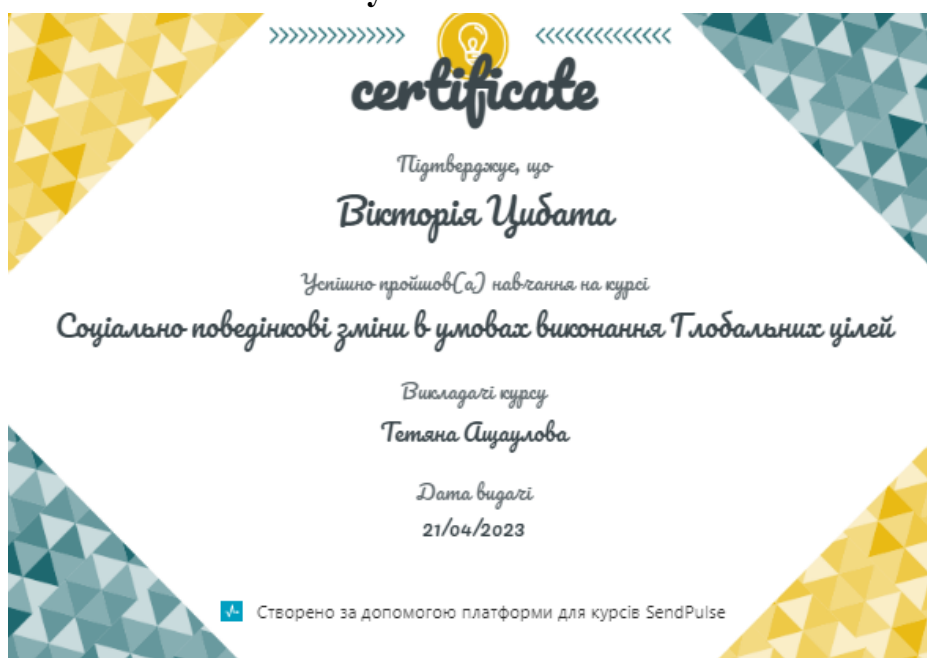 certificate
Підтверджує, що
Вікторія Цибата
Успішно пройшов(а) навчання на курсі
Соціально поведінкові зміни в умовах виконання Глобальних цілей
Викладачі курсу
Тетяна Ащаулова
Дата видачі
21/04/2023
Створено за допомогою платформи для курсів SendPulse